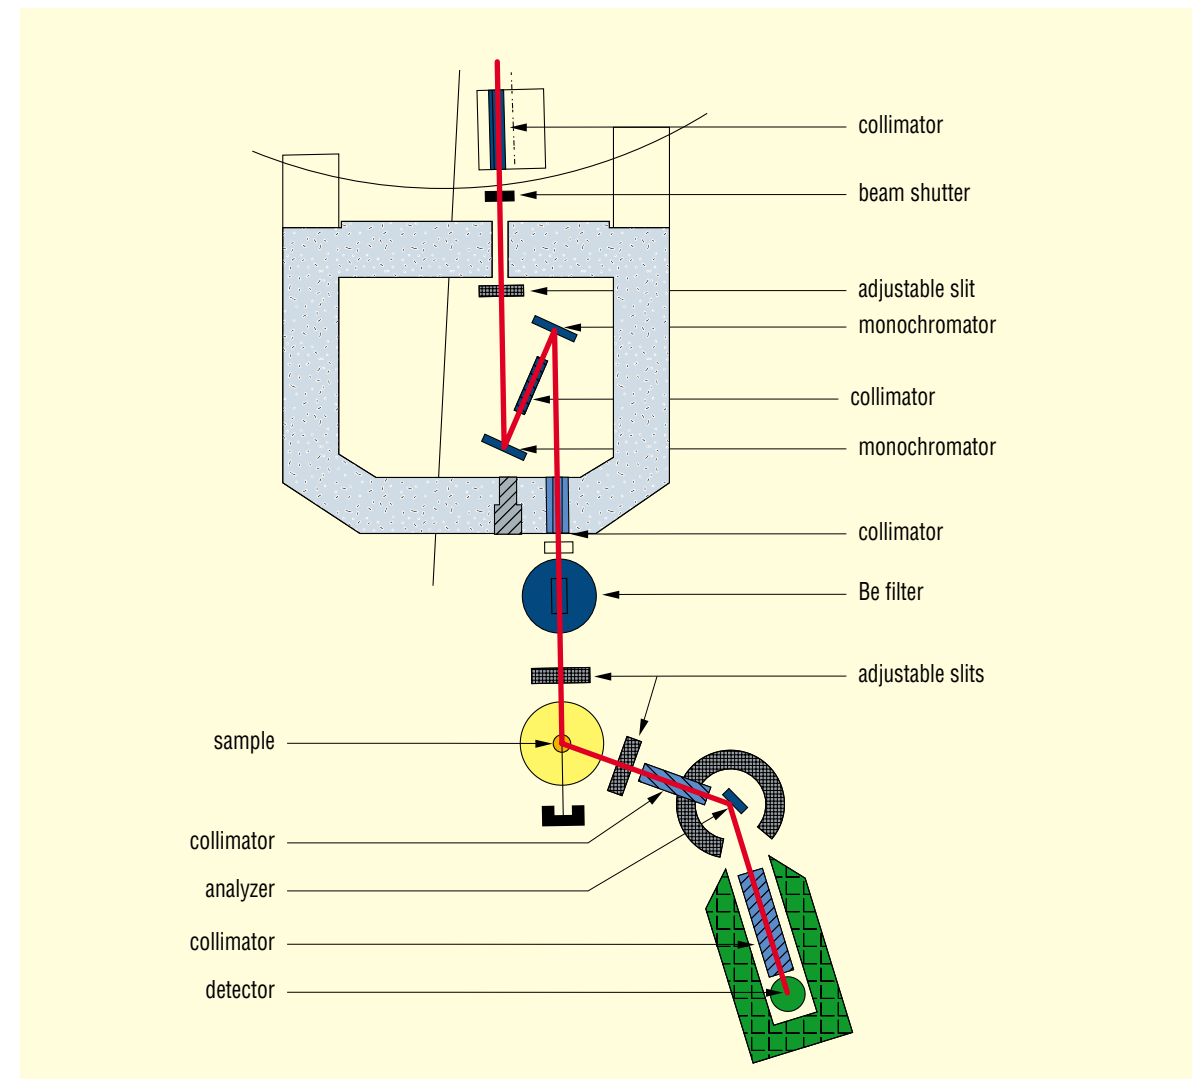 collimator
beam shutter
adjustable slit
monochromator
collimator
monochromator
collimator
Be filter
adjustable slits
sample
collimator
analyzer
collimator
detector